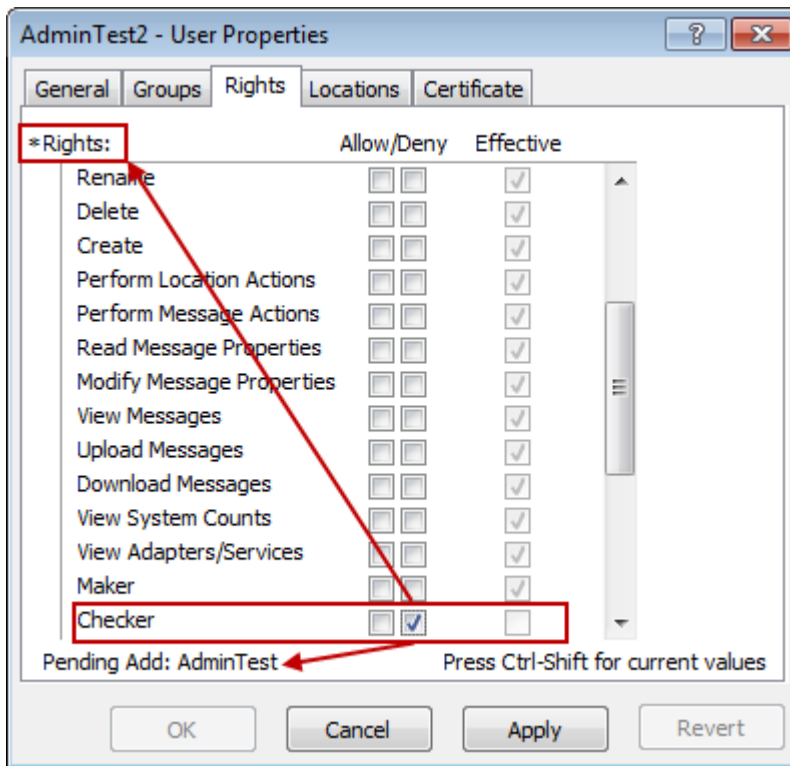 AdminTest2 - User Properties
General Groups Rights Locations Certificate
*Rights: Allow/Deny Effective
Rename
Delete
Create
Perform Location Actions
Perform Message Actions
Read Message Properties
Modify Message Properties
View Messages
Upload Messages
Download Messages
View System Counts
View Adapters/Services
Maker
Checker
Pending Add: AdminTest Press Ctrl-Shift for current values
OK Cancel Apply Revert